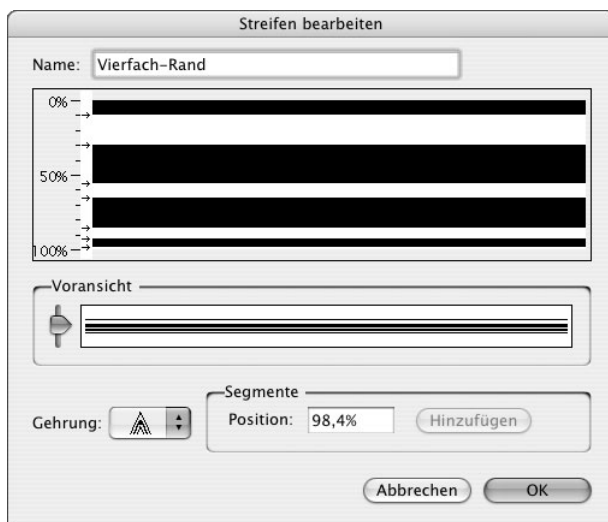 Streifen bearbeiten
Name: Vierfach-Rand
0%
50%
100%
Voransicht
Segmente
Gehrung:
Position: 98,4% Hinzufügen
Abbrechen OK